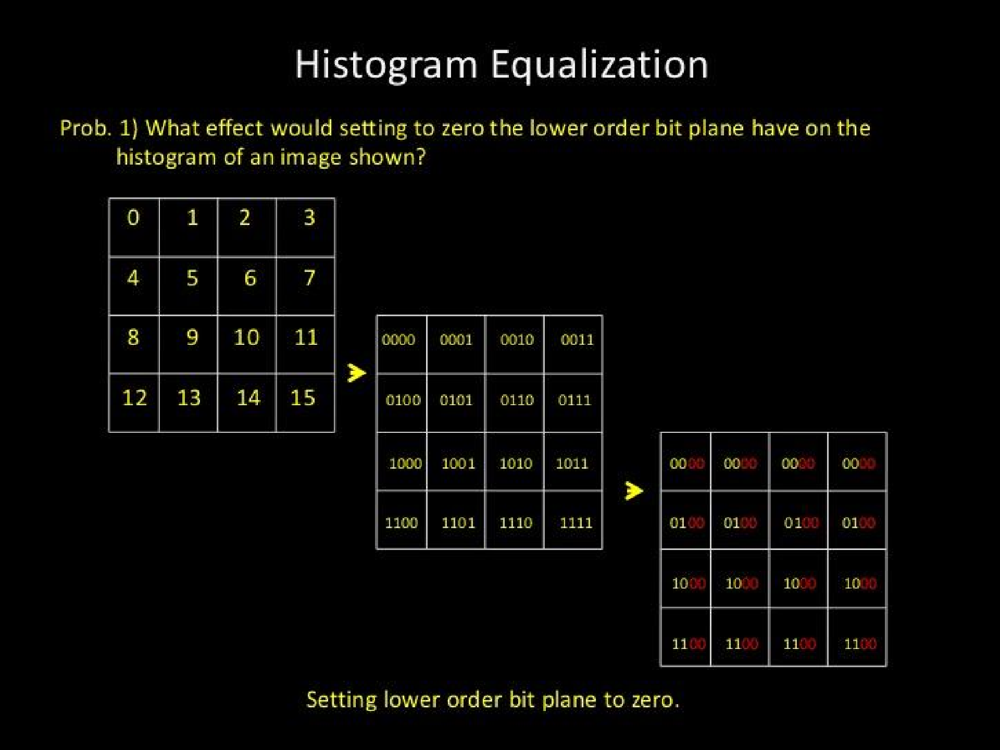 Histogram Equalization
Prob. 1) What effect would setting to zero the lower order bit plane have on the
histogram of an image shown?
0 1 2 3
4 5 6 7
8 9 10 11
12 13 14 15
0000 0001 0010 0011
0100 0101 0110 0111
1000 1001 1010 1011
1100 1101 1110 1111
0000 0000 0000 0000
0100 0100 0100 0100
1000 1000 1000 1000
1100 1100 1100 1100
Setting lower order bit plane to zero.